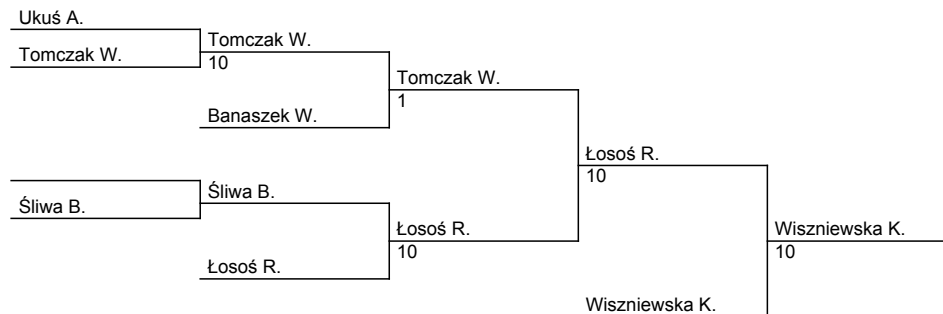 Ukuś A.
Tomczak W.
Tomczak W.
10
Tomczak W.
1
Banaszek W.
Łosoś R.
10
Śliwa B.
Śliwa B.
Łosoś R.
10
Wiszniewska K.
10
Łosoś R.
Wiszniewska K.